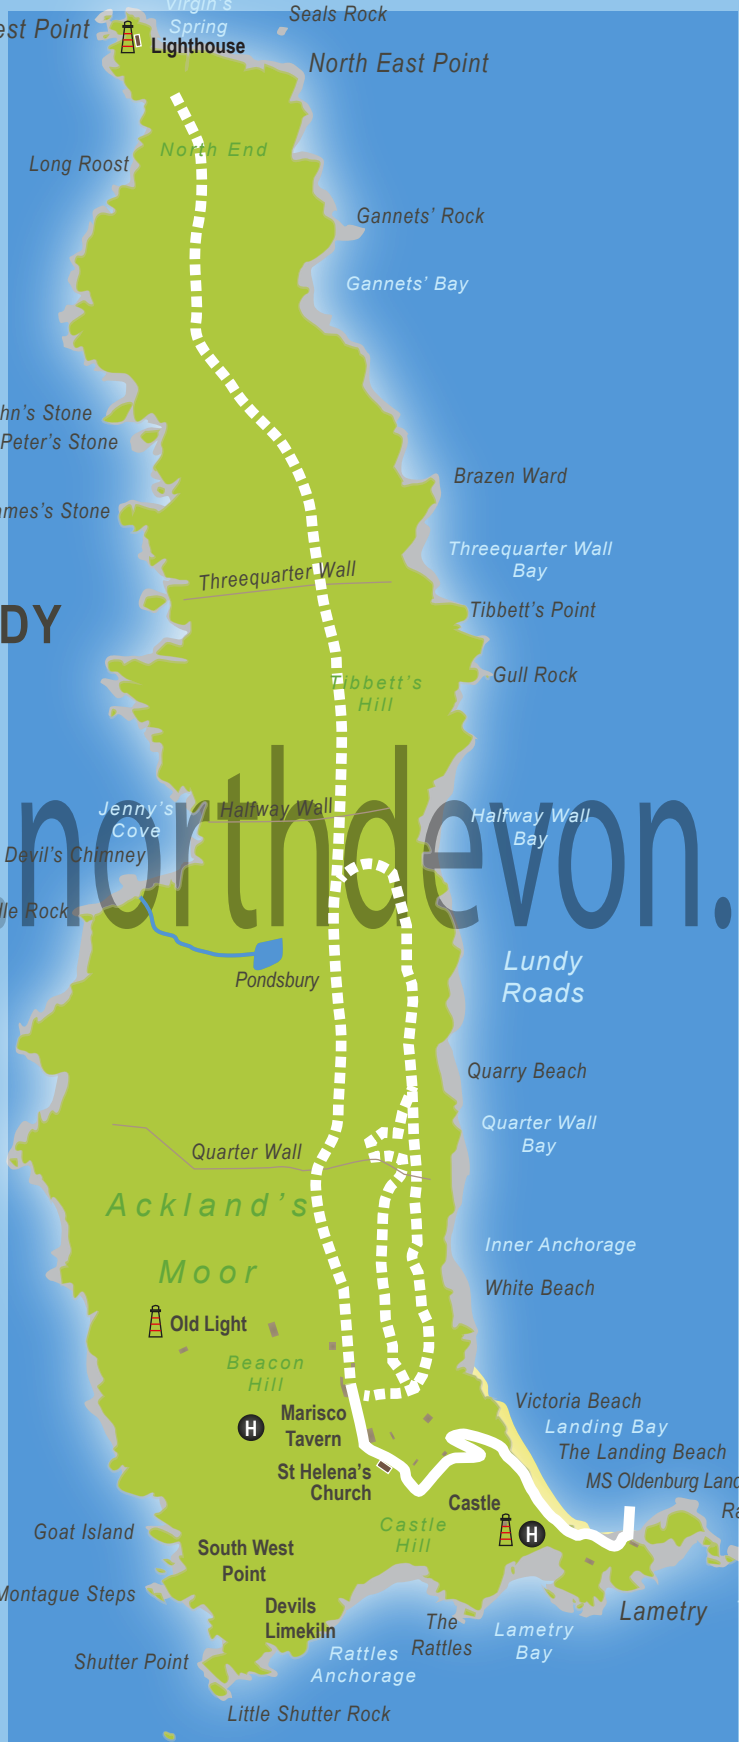 Virgin's
Spring
Seals Rock
est Point
Lighthouse
North East Point
North End
Long Roost
Gannets' Rock
Gannets' Bay
hn's Stone
Peter's Stone
Brazen Ward
mes's Stone
Threequarter Wall
Bay
Threequarter Wall
DY
Tibbett's Point
Gull Rock
Tibbett's
Hill
Jenny's
Cove
Halfway Wall
Halfway Wall
Bay
Devil's Chimney
.northdevon.
lle Rock
Pondsbury
Lundy
Roads
Quarry Beach
Quarter Wall
Bay
Quarter Wall
Ackland's
Moor
Inner Anchorage
White Beach
Old Light
Beacon
Hill
Marisco
Tavern
H
Victoria Beach
Landing Bay
The Landing Beach
St Helena's
Church
MS Oldenburg Land
Castle
H
Ra
Castle
Hill
Goat Island
South West
Point
Montague Steps
Devils
Limekiln
The
Rattles
Lametry
Lametry
Bay
Rattles
Anchorage
Shutter Point
Little Shutter Rock